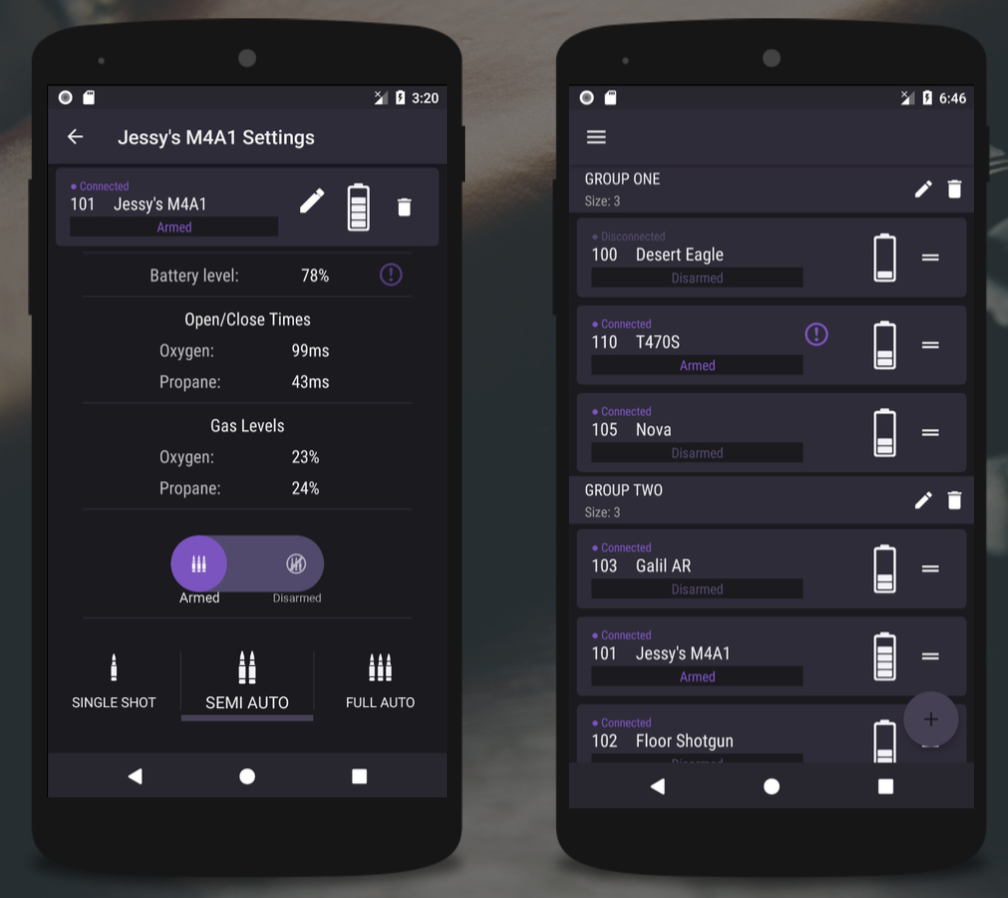 3:20
Jessy's M4A1 Settings
Connected
101 Jessy's M4A1
Armed
Battery level: 78%
Open/Close Times
Oxygen: 99ms
Propane: 43ms
Gas Levels
Oxygen: 23%
Propane: 24%
Armed Disarmed
SINGLE SHOT SEMI AUTO FULL AUTO
6:46
GROUP ONE
Size: 3
Disconnected
100 Desert Eagle
Disarmed
Connected
110 T470S
Armed
Connected
105 Nova
Disarmed
GROUP TWO
Size: 3
Connected
103 Galil AR
Disarmed
Connected
101 Jessy's M4A1
Armed
Connected
102 Floor Shotgun